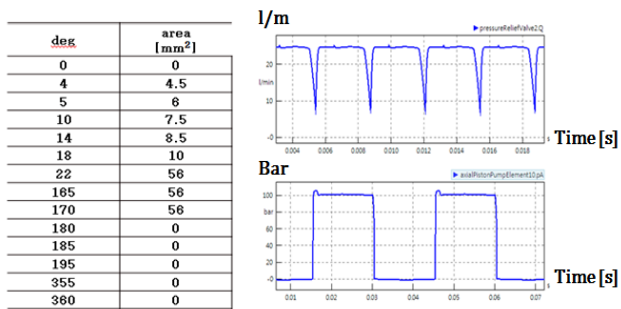 deg area [mm²]
0 0
4 4.5
5 6
10 7.5
14 8.5
18 10
22 56
165 56
170 56
180 0
185 0
195 0
355 0
360 0
l/m
pressureReliefValve2.Q
20
l/min
10
-0
0.004 0.006 0.008 0.010 0.012 0.014 0.016 0.018 s
Time [s]
Bar
axialPistonPumpElement10.pA
100
bar
60
40
20
-0
0.01 0.02 0.03 0.04 0.05 0.06 0.07 s
Time [s]